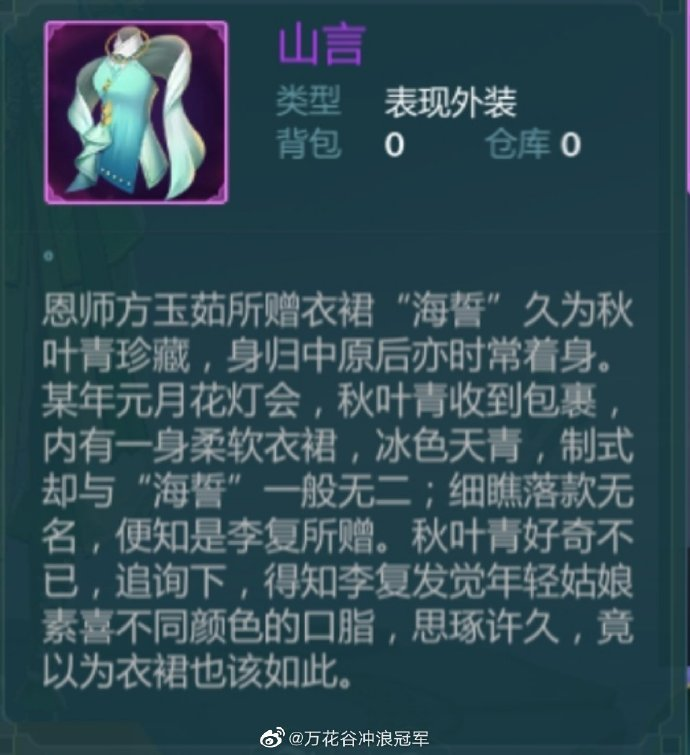 山言
类型 表现外装
背包 0 仓库 0
恩师方玉茹所赠衣裙“海誓”久为秋
叶青珍藏，身归中原后亦时常着身。
某年元月花灯会，秋叶青收到包裹，
内有一身柔软衣裙，冰色天青，制式
却与“海誓”一般无二；细瞧落款无
名，便知是李复所赠。秋叶青好奇不
已，追询下，得知李复发觉年轻姑娘
素喜不同颜色的口脂，思琢许久，竟
以为衣裙也该如此。
@万花谷冲浪冠军